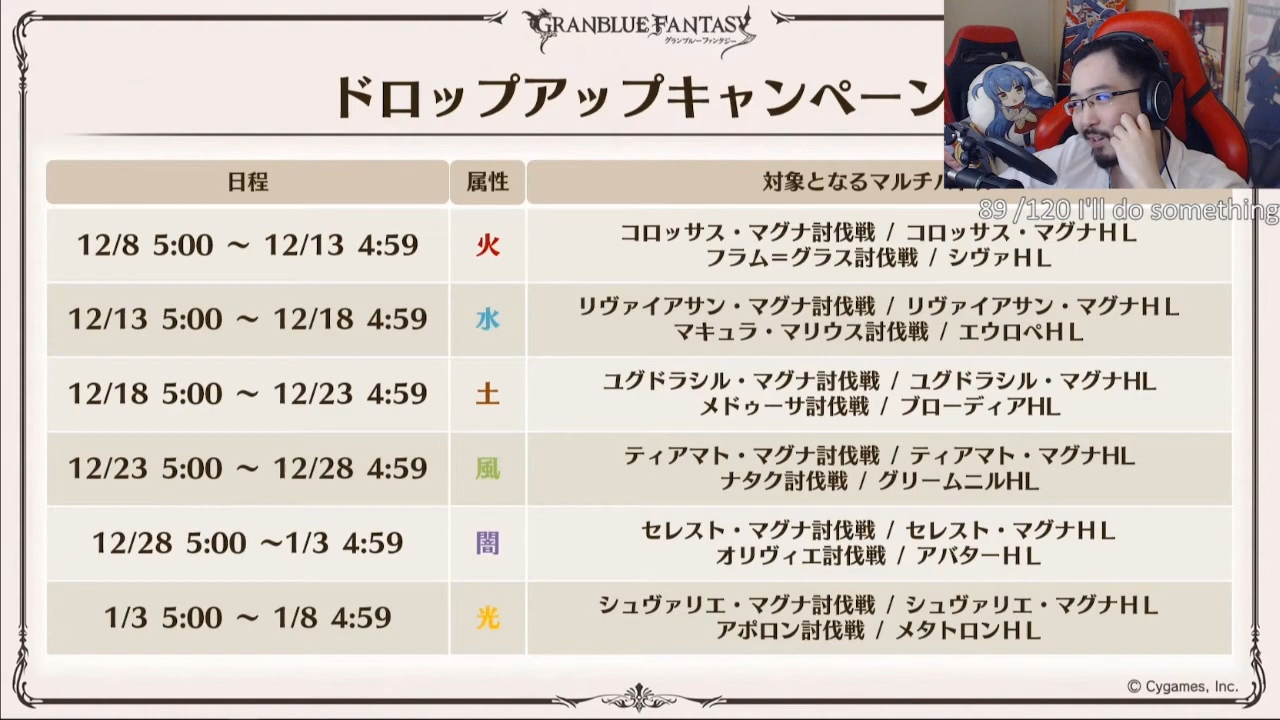 GRANBLUE FANTASY
グランブルーファンタジー
ドロップアップキャンペーン
日程 属性 対象となるマルチ
12/8 5:00 ～ 12/13 4:59 火 コロッサス・マグナ討伐戦 / コロッサス・マグナHL
フラム=グラス討伐戦 / シヴァHL
12/13 5:00 ～ 12/18 4:59 水 リヴァイアサン・マグナ討伐戦 / リヴァイアサン・マグナHL
マキュラ・マリウス討伐戦 / エウロペHL
12/18 5:00 ～ 12/23 4:59 土 ユグドラシル・マグナ討伐戦 / ユグドラシル・マグナHL
メドゥーサ討伐戦 / ブローディアHL
12/23 5:00 ～ 12/28 4:59 風 ティアマト・マグナ討伐戦 / ティアマト・マグナHL
ナタク討伐戦 / グリームニルHL
12/28 5:00 ～1/3 4:59 闇 セレスト・マグナ討伐戦 / セレスト・マグナHL
オリヴィエ討伐戦 / アバターHL
1/3 5:00 ～ 1/8 4:59 光 シュヴァリエ・マグナ討伐戦 / シュヴァリエ・マグナHL
アポロン討伐戦 / メタトロンHL
89 /120 I'll do something
© Cygames, Inc.